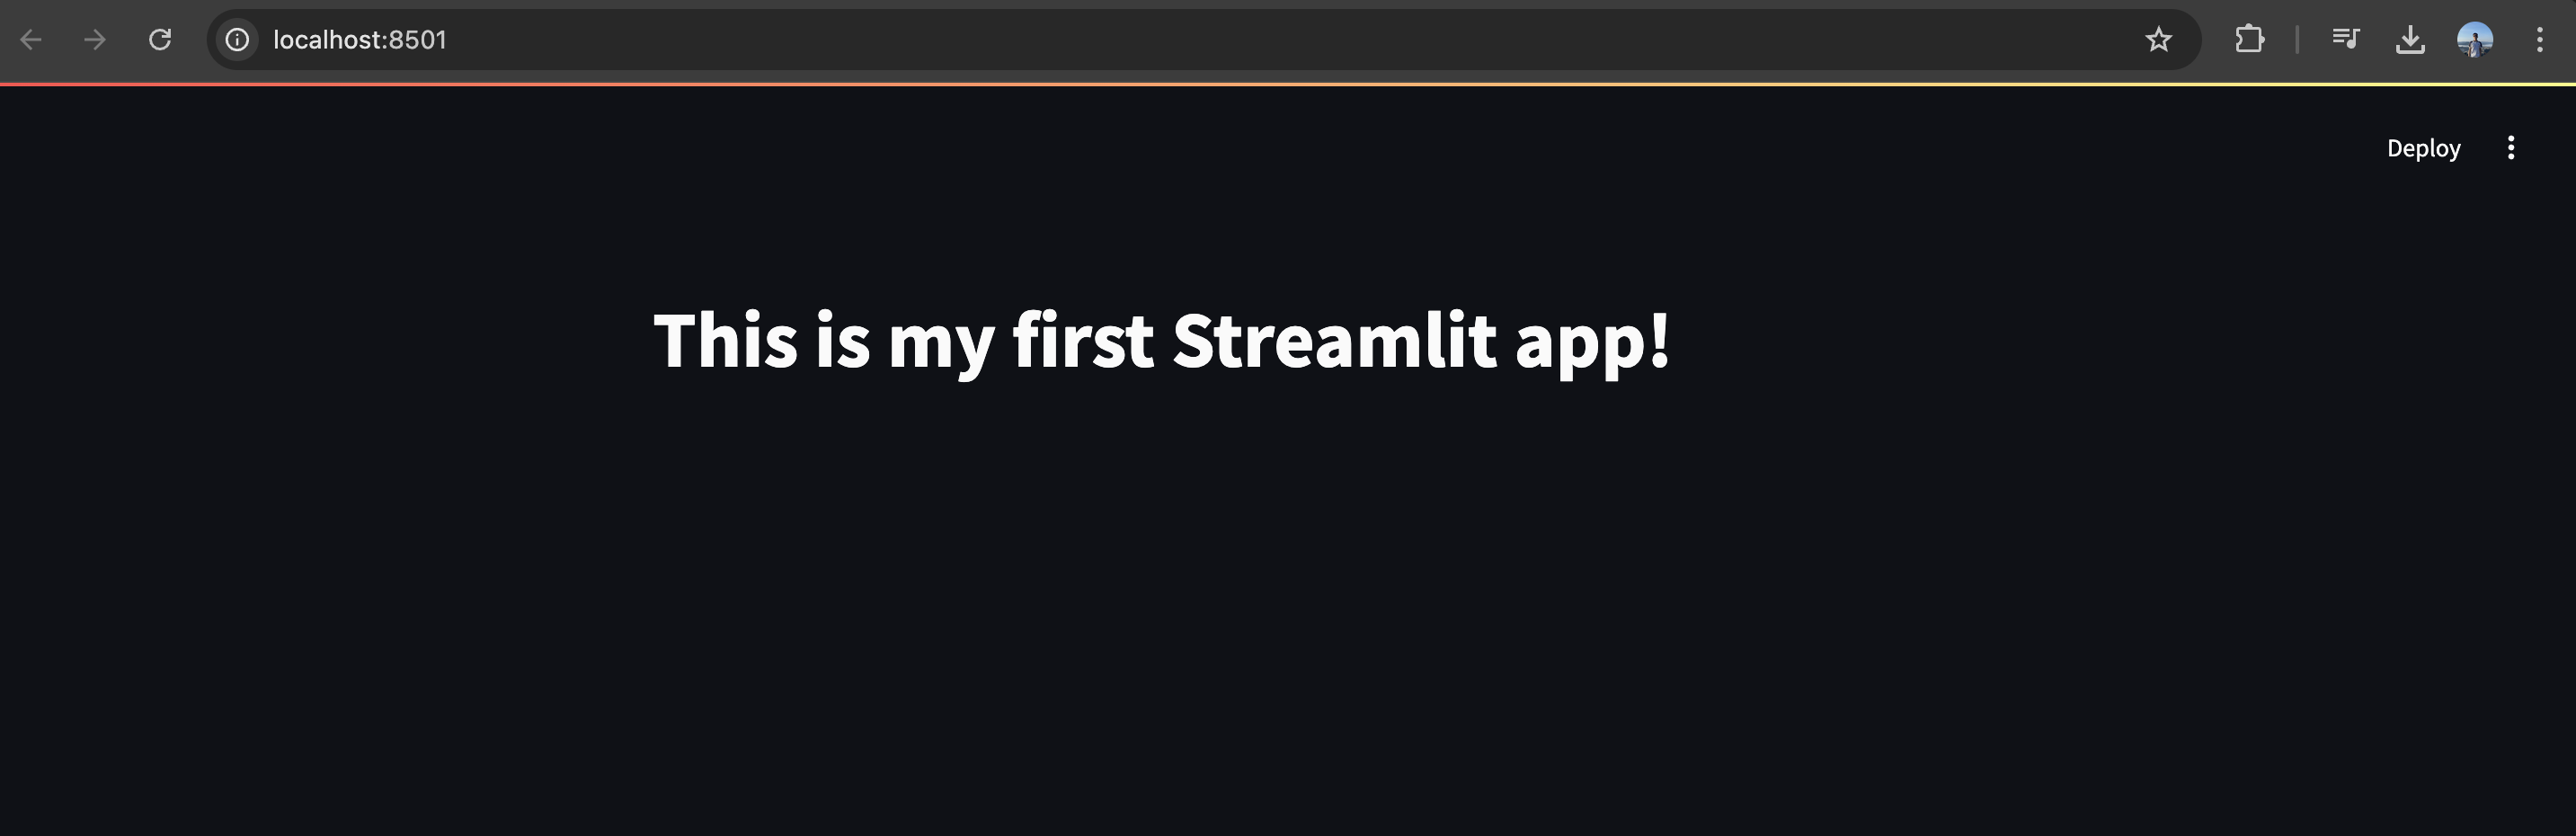 localhost:8501
Deploy
This is my first Streamlit app!